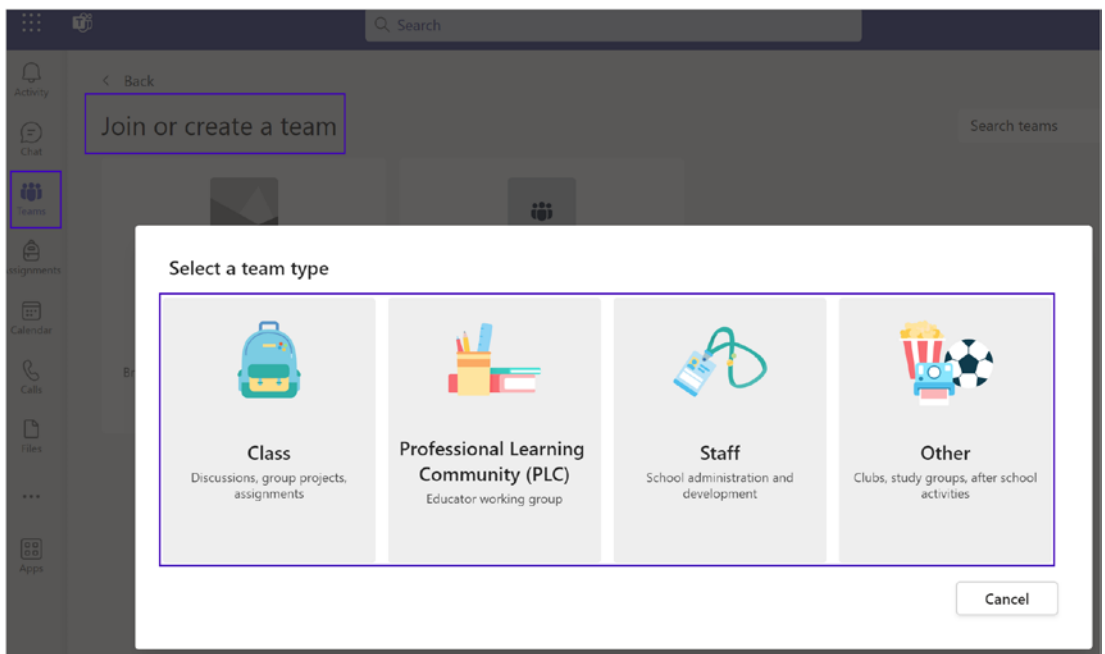 Search
Activity
Back
Join or create a team
Search teams
Chat
Teams
Assignments
Calendar
Calls
Files
Apps
Select a team type
Class
Discussions, group projects,
assignments
Professional Learning
Community (PLC)
Educator working group
Staff
School administration and
development
Other
Clubs, study groups, after school
activities
Cancel